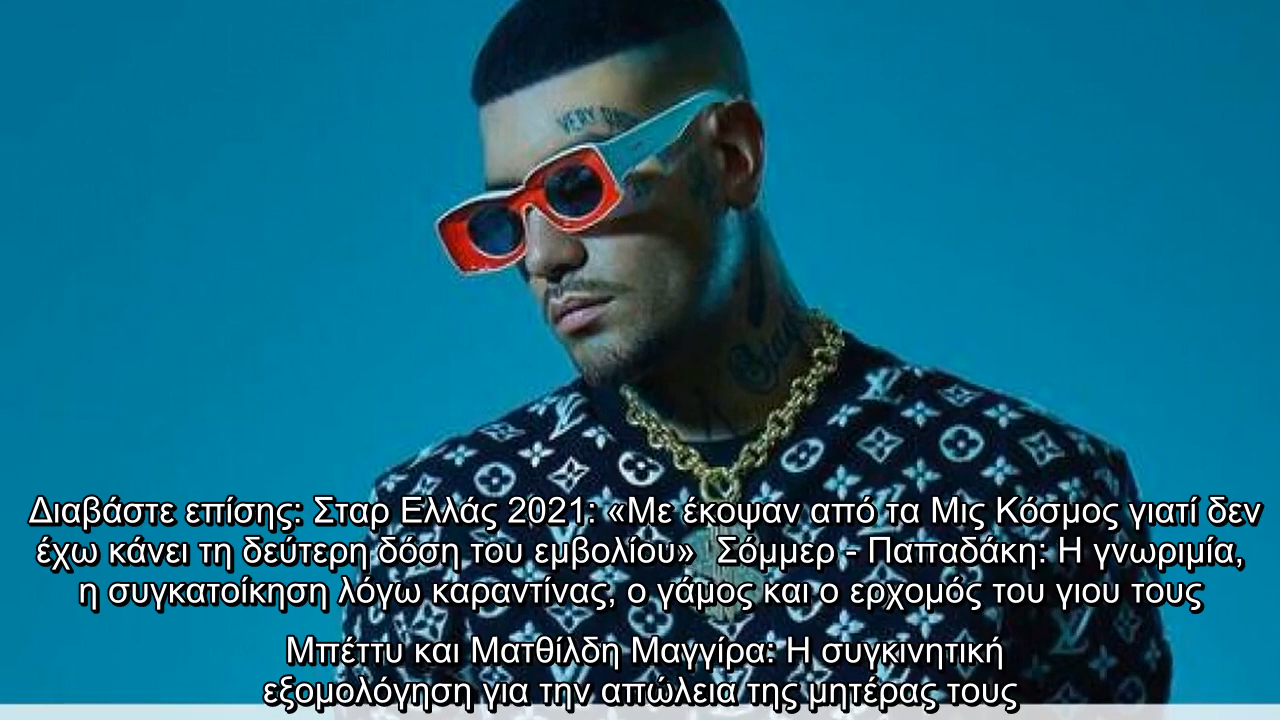 VERY
Διαβάστε επίσης: Σταρ Ελλάς 2021: «Με έκοψαν από τα Μις Κόσμος γιατί δεν
έχω κάνει τη δεύτερη δόση του εμβολίου»  Σόμμερ - Παπαδάκη: Η γνωριμία,
η συγκατοίκηση λόγω καραντίνας, ο γάμος και ο ερχομός του γιου τους
Μπέττυ και Ματθίλδη Μαγγίρα: Η συγκινητική
εξομολόγηση για την απώλεια της μητέρας τους